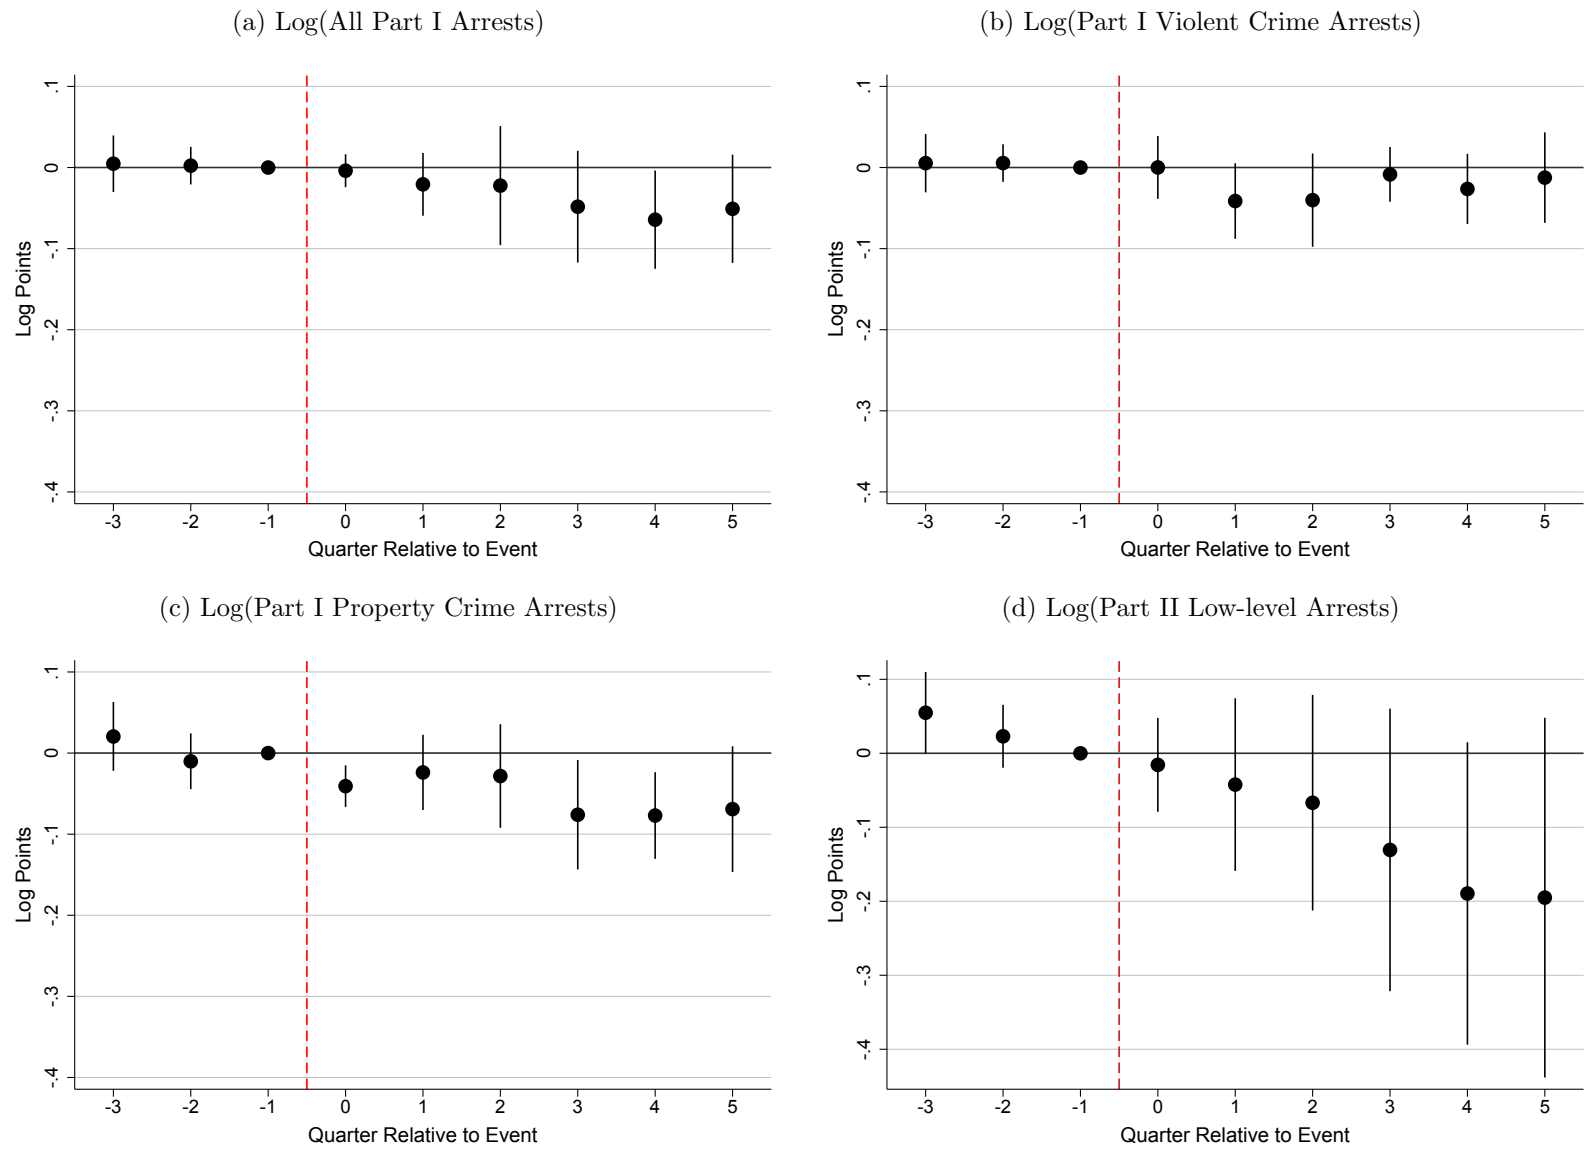 (a) Log(All Part I Arrests)
.1
0
-.1
-.2
-.3
-.4
Log Points
-3 -2 -1 0 1 2 3 4 5
Quarter Relative to Event
(b) Log(Part I Violent Crime Arrests)
.1
0
-.1
-.2
-.3
-.4
Log Points
-3 -2 -1 0 1 2 3 4 5
Quarter Relative to Event
(c) Log(Part I Property Crime Arrests)
.1
0
-.1
-.2
-.3
-.4
Log Points
-3 -2 -1 0 1 2 3 4 5
Quarter Relative to Event
(d) Log(Part II Low-level Arrests)
.1
0
-.1
-.2
-.3
-.4
Log Points
-3 -2 -1 0 1 2 3 4 5
Quarter Relative to Event